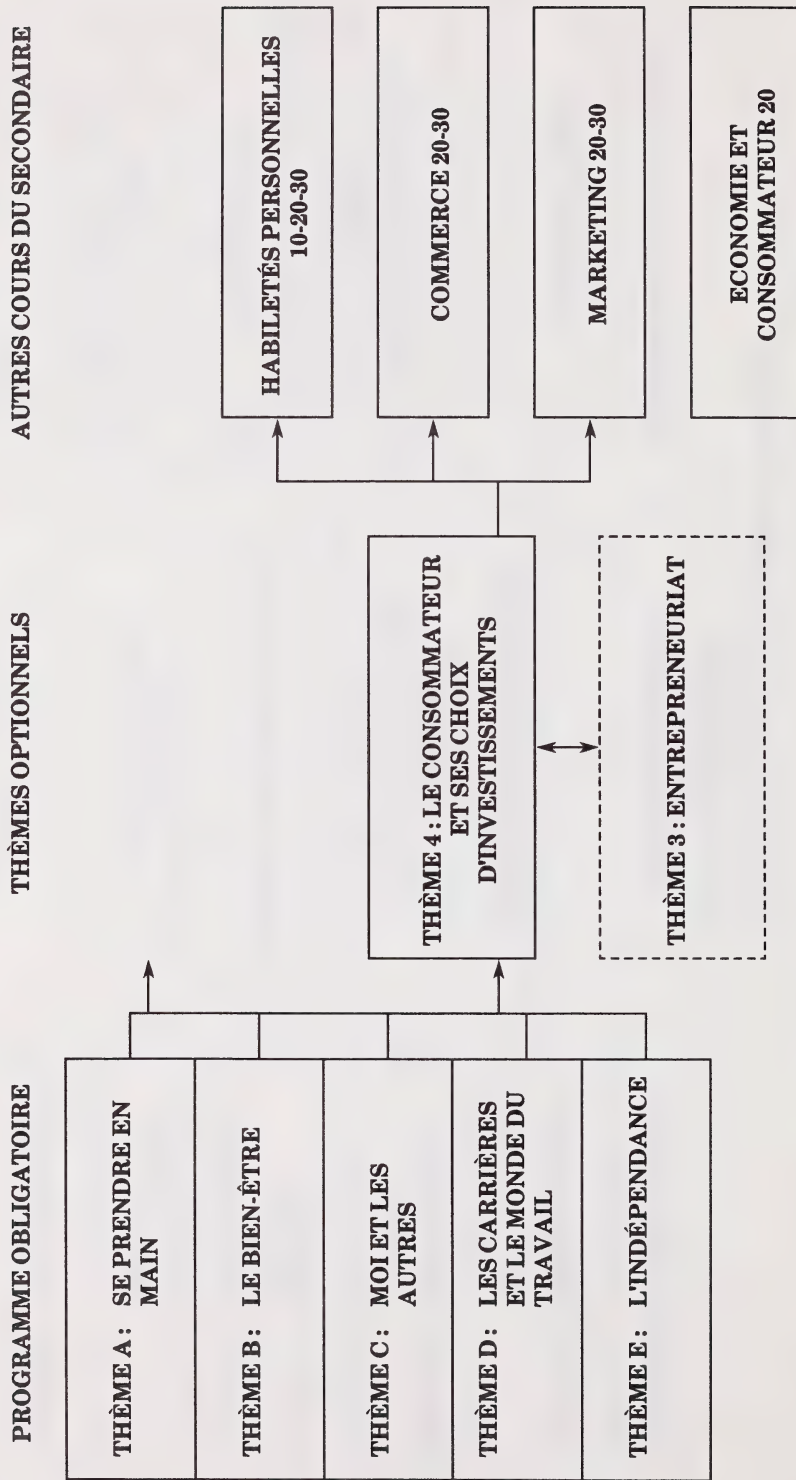 PROGRAMME OBLIGATOIRE
THÈME A : SE PRENDRE EN
MAIN
THÈME B : LE BIEN-ÊTRE
THÈME C : MOI ET LES
AUTRES
THÈME D : LES CARRIÈRES
ET LE MONDE DU
TRAVAIL
THÈME E : L'INDÉPENDANCE
THÈMES OPTIONNELS
THÈME 4 : LE CONSOMMATEUR
ET SES CHOIX
D'INVESTISSEMENTS
THÈME 3 : ENTREPRENEURIAT
AUTRES COURS DU SECONDAIRE
HABILETÉS PERSONNELLES
10-20-30
COMMERCE 20-30
MARKETING 20-30
ECONOMIE ET
CONSOMMATEUR 20